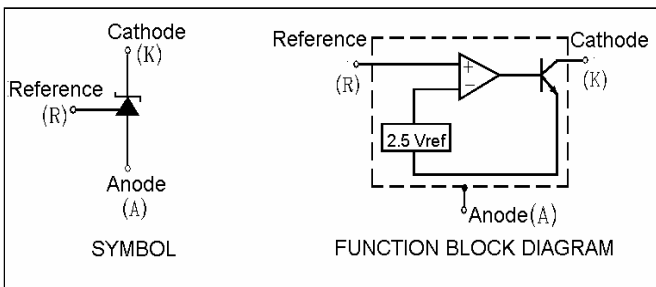 Cathode
(K)
Reference
(R)
Anode
(A)
SYMBOL
Reference
(R)
+
−
2.5 Vref
Cathode
(K)
Anode(A)
FUNCTION BLOCK DIAGRAM